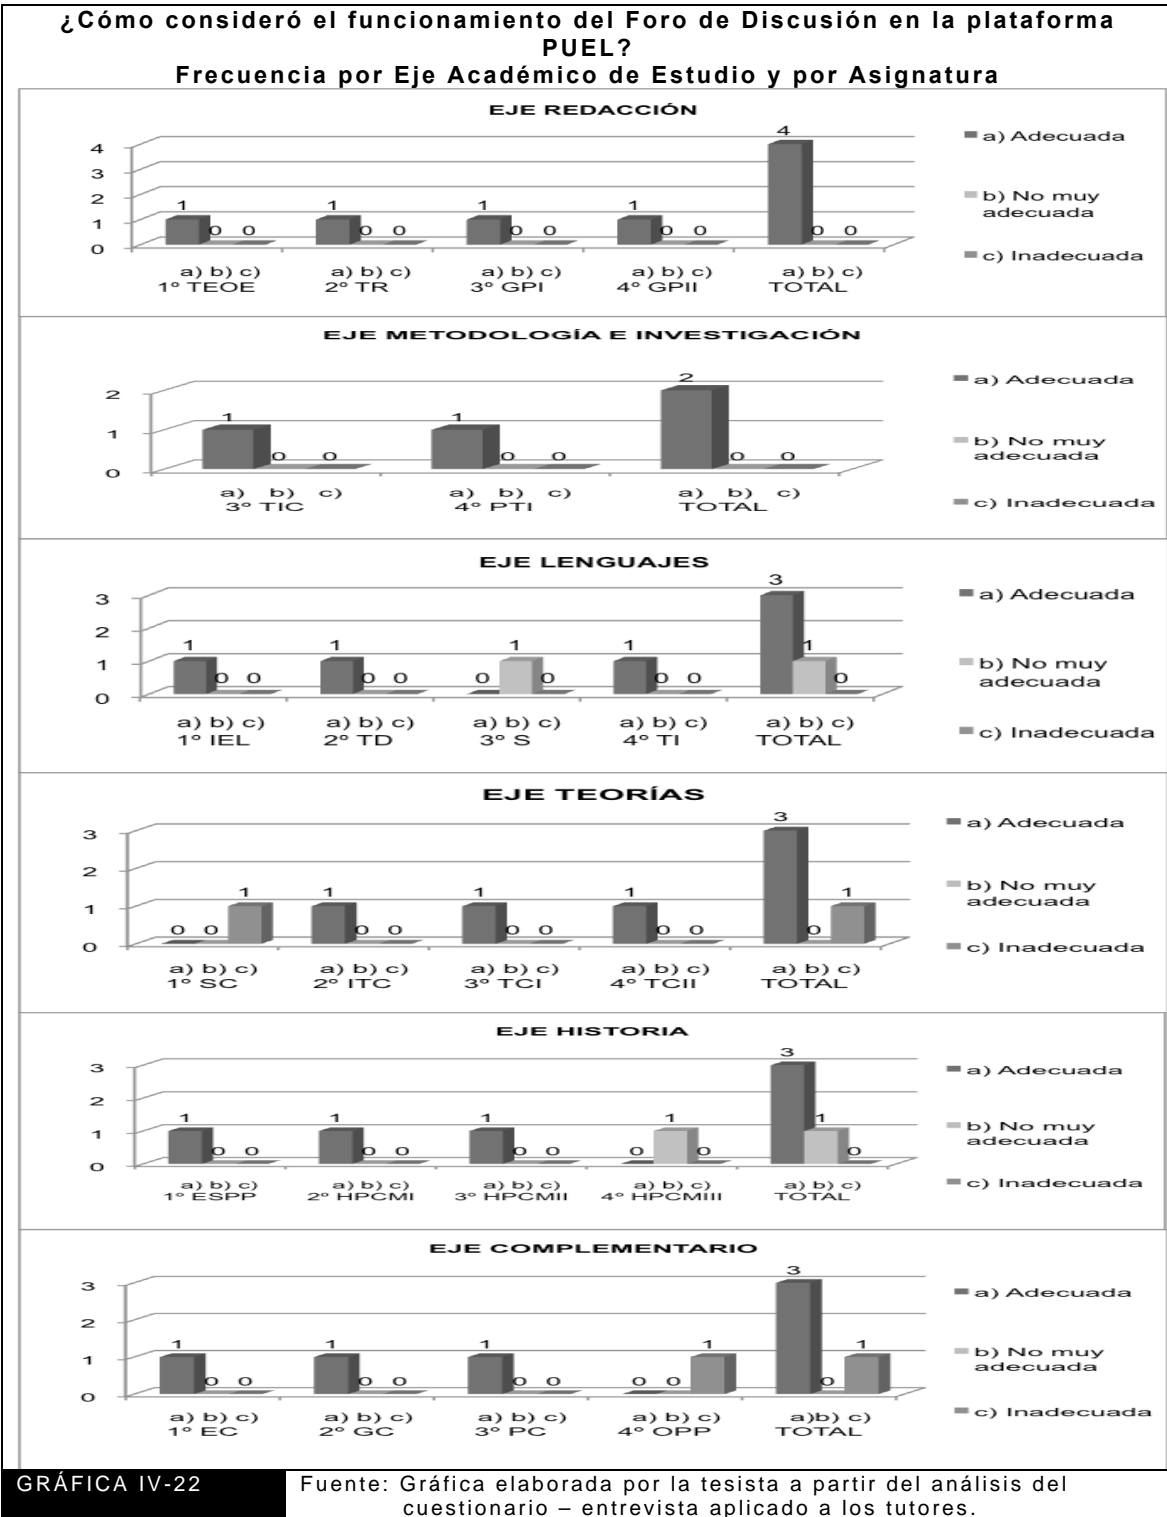 ¿Cómo consideró el funcionamiento del Foro de Discusión en la plataforma
PUEL?
Frecuencia por Eje Académico de Estudio y por Asignatura
EJE REDACCIÓN
4
3
2
1
0
1 0 0 1 0 0 1 0 0 1 0 0 4 0 0
a) b) c) a) b) c) a) b) c) a) b) c) a) b) c)
1º TEOE 2º TR 3º GPI 4º GPII TOTAL
a) Adecuada
b) No muy
adecuada
c) Inadecuada
EJE METODOLOGÍA E INVESTIGACIÓN
2
1
0
1 0 0 1 0 0 2 0 0
a) b) c) a) b) c) a) b) c)
3º TIC 4º PTI TOTAL
a) Adecuada
b) No muy
adecuada
c) Inadecuada
EJE LENGUAJES
3
2
1
0
1 0 0 1 0 0 0 1 0 1 0 0 3 1 0
a) b) c) a) b) c) a) b) c) a) b) c) a) b) c)
1º IEL 2º TD 3º S 4º TI TOTAL
a) Adecuada
b) No muy
adecuada
c) Inadecuada
EJE TEORÍAS
3
2
1
0
0 0 1 1 0 0 1 0 0 1 0 0 3 0 1
a) b) c) a) b) c) a) b) c) a) b) c) a) b) c)
1º SC 2º ITC 3º TCI 4º TCII TOTAL
a) Adecuada
b) No muy
adecuada
c) Inadecuada
EJE HISTORIA
3
2
1
0
1 0 0 1 0 0 1 0 0 0 1 0 3 1 0
a) b) c) a) b) c) a) b) c) a) b) c) a) b) c)
1º ESPP 2º HPCMI 3º HPCMII 4º HPCMIII TOTAL
a) Adecuada
b) No muy
adecuada
c) Inadecuada
EJE COMPLEMENTARIO
3
2
1
0
1 0 0 1 0 0 1 0 0 0 0 1 3 0 1
a) b) c) a) b) c) a) b) c) a) b) c) a)b) c)
1º EC 2º GC 3º PC 4º OPP TOTAL
a) Adecuada
b) No muy
adecuada
c) Inadecuada
GRÁFICA IV-22
Fuente: Gráfica elaborada por la tesista a partir del análisis del
cuestionario – entrevista aplicado a los tutores.